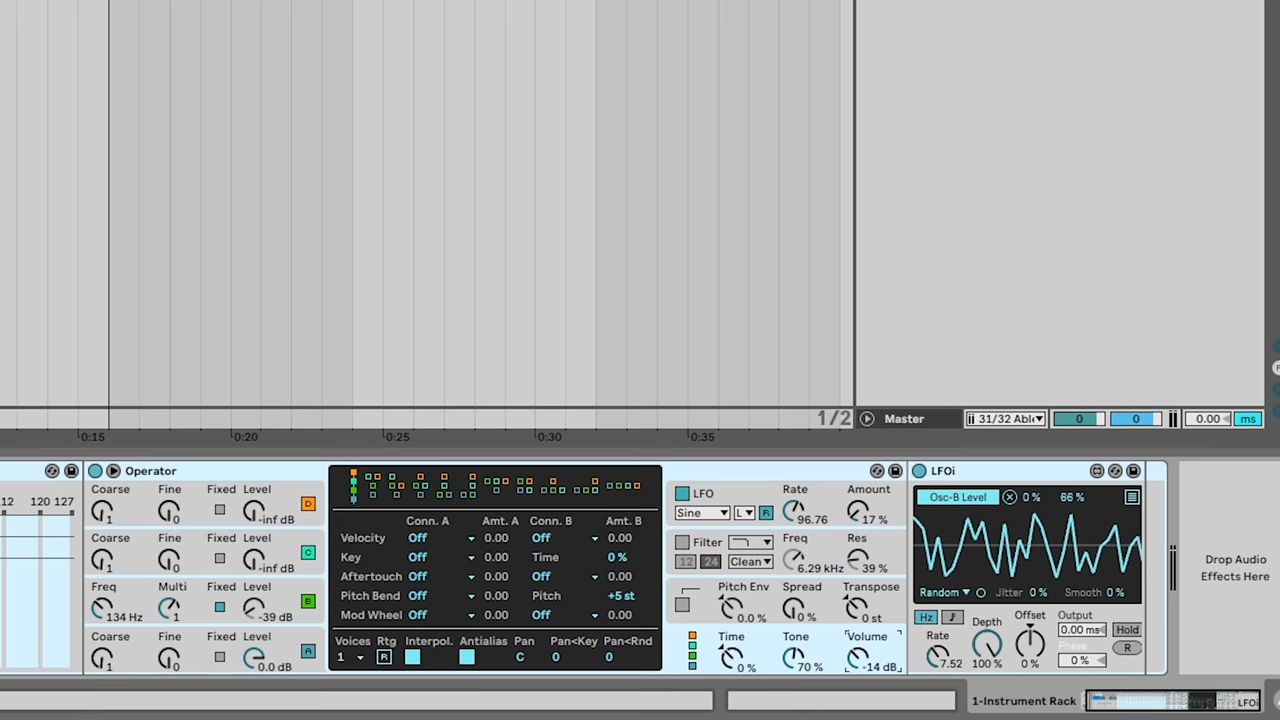 1/2
Master
31/32 Able
0
0
0.00
ms
0:15
0:20
0:25
0:30
0:35
12 120 127
Operator
Coarse Fine Fixed Level
1 0 -inf dB D
Coarse Fine Fixed Level
1 0 -inf dB C
Freq Multi Fixed Level
134 Hz 1 -39 dB B
Coarse Fine Fixed Level
1 0 0.0 dB A
Conn. A Amt. A Conn. B Amt. B
Velocity Off 0.00 Off 0.00
Key Off 0.00 Time 0 %
Aftertouch Off 0.00 Off 0.00
Pitch Bend Off 0.00 Pitch +5 st
Mod Wheel Off 0.00 Off 0.00
Voices Rtg Interpol. Antialias Pan Pan<Key Pan<Rnd
1 R C 0 0
LFO Rate Amount
Sine L R 96.76 17 %
Filter Freq Res
12 24 Clean 6.29 kHz 39 %
Pitch Env Spread Transpose
0.0 % 0 % 0 st
Time Tone Volume
0 % 70 % -14 dB
LFOi
Osc-B Level 0 % 66 %
Random Jitter 0 % Smooth 0 %
Hz
Rate Depth Offset Output
7.52 100 % 0 % 0.00 ms Hold
Phase
0 % R
Drop Audio
Effects Here
1-Instrument Rack
LFOi